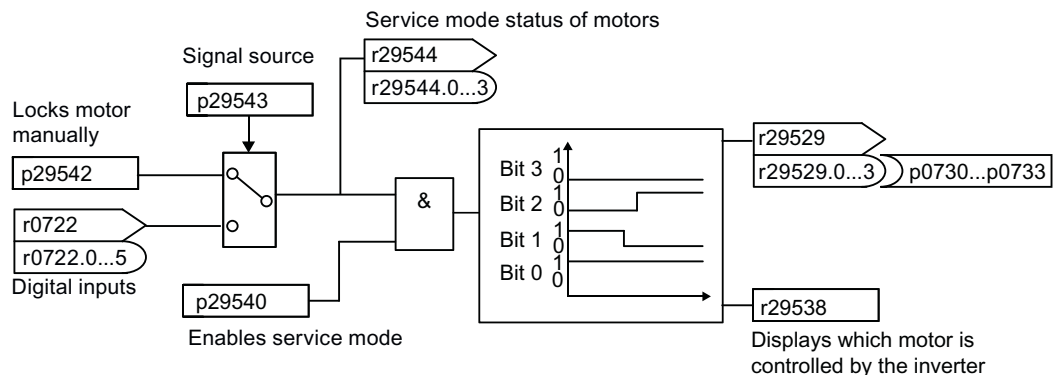 Service mode status of motors
Signal source
r29544
r29544.0...3
p29543
Locks motor
manually
p29542
r0722
r0722.0...5
Digital inputs
&
p29540
Enables service mode
Bit 3 1
0
Bit 2 1
0
Bit 1 1
0
Bit 0 1
0
r29529
r29529.0...3
p0730...p0733
r29538
Displays which motor is
controlled by the inverter